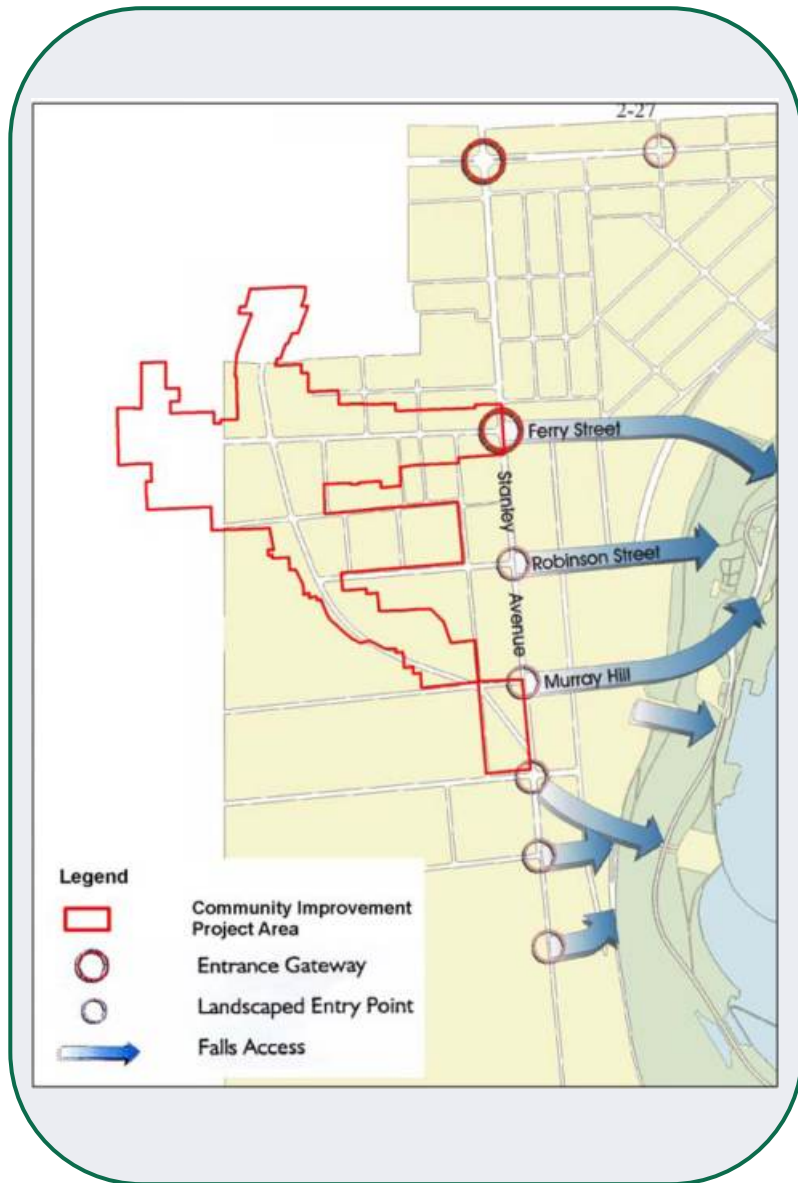 2-27
Ferry Street
Stanley
Robinson Street
Avenue
Murray Hill
Legend
Community Improvement
Project Area
Entrance Gateway
Landscaped Entry Point
Falls Access